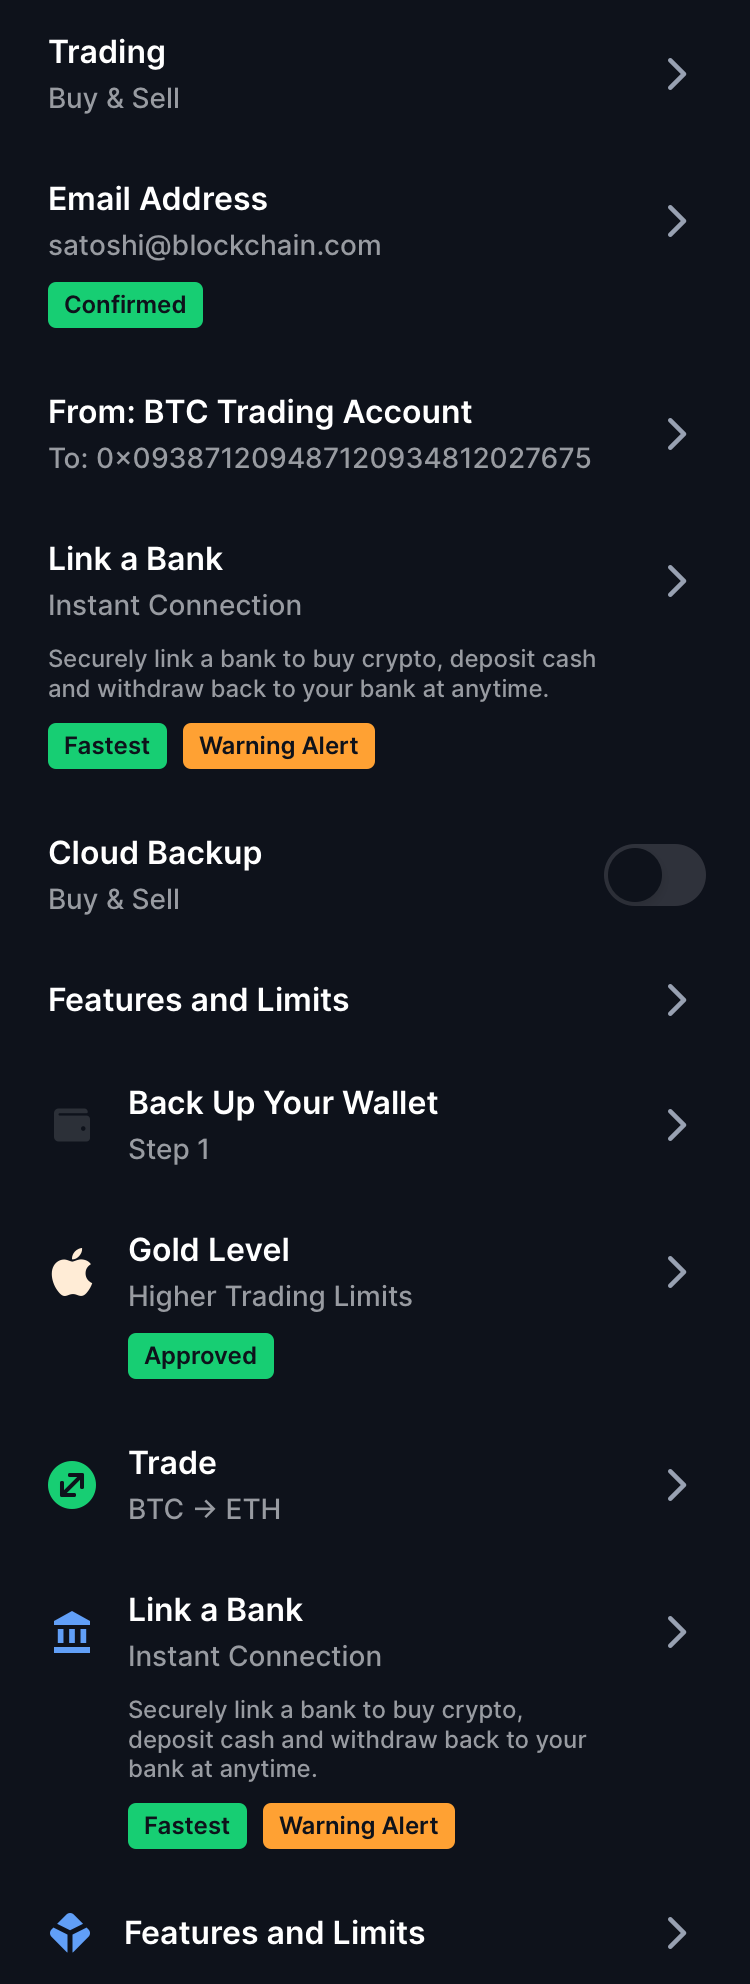 Trading
Buy & Sell
Email Address
satoshi@blockchain.com
Confirmed
From: BTC Trading Account
To: 0×093871209487120934812027675
Link a Bank
Instant Connection
Securely link a bank to buy crypto, deposit cash
and withdraw back to your bank at anytime.
Fastest Warning Alert
Cloud Backup
Buy & Sell
Features and Limits
Back Up Your Wallet
Step 1
Gold Level
Higher Trading Limits
Approved
Trade
BTC → ETH
Link a Bank
Instant Connection
Securely link a bank to buy crypto,
deposit cash and withdraw back to your
bank at anytime.
Fastest Warning Alert
Features and Limits